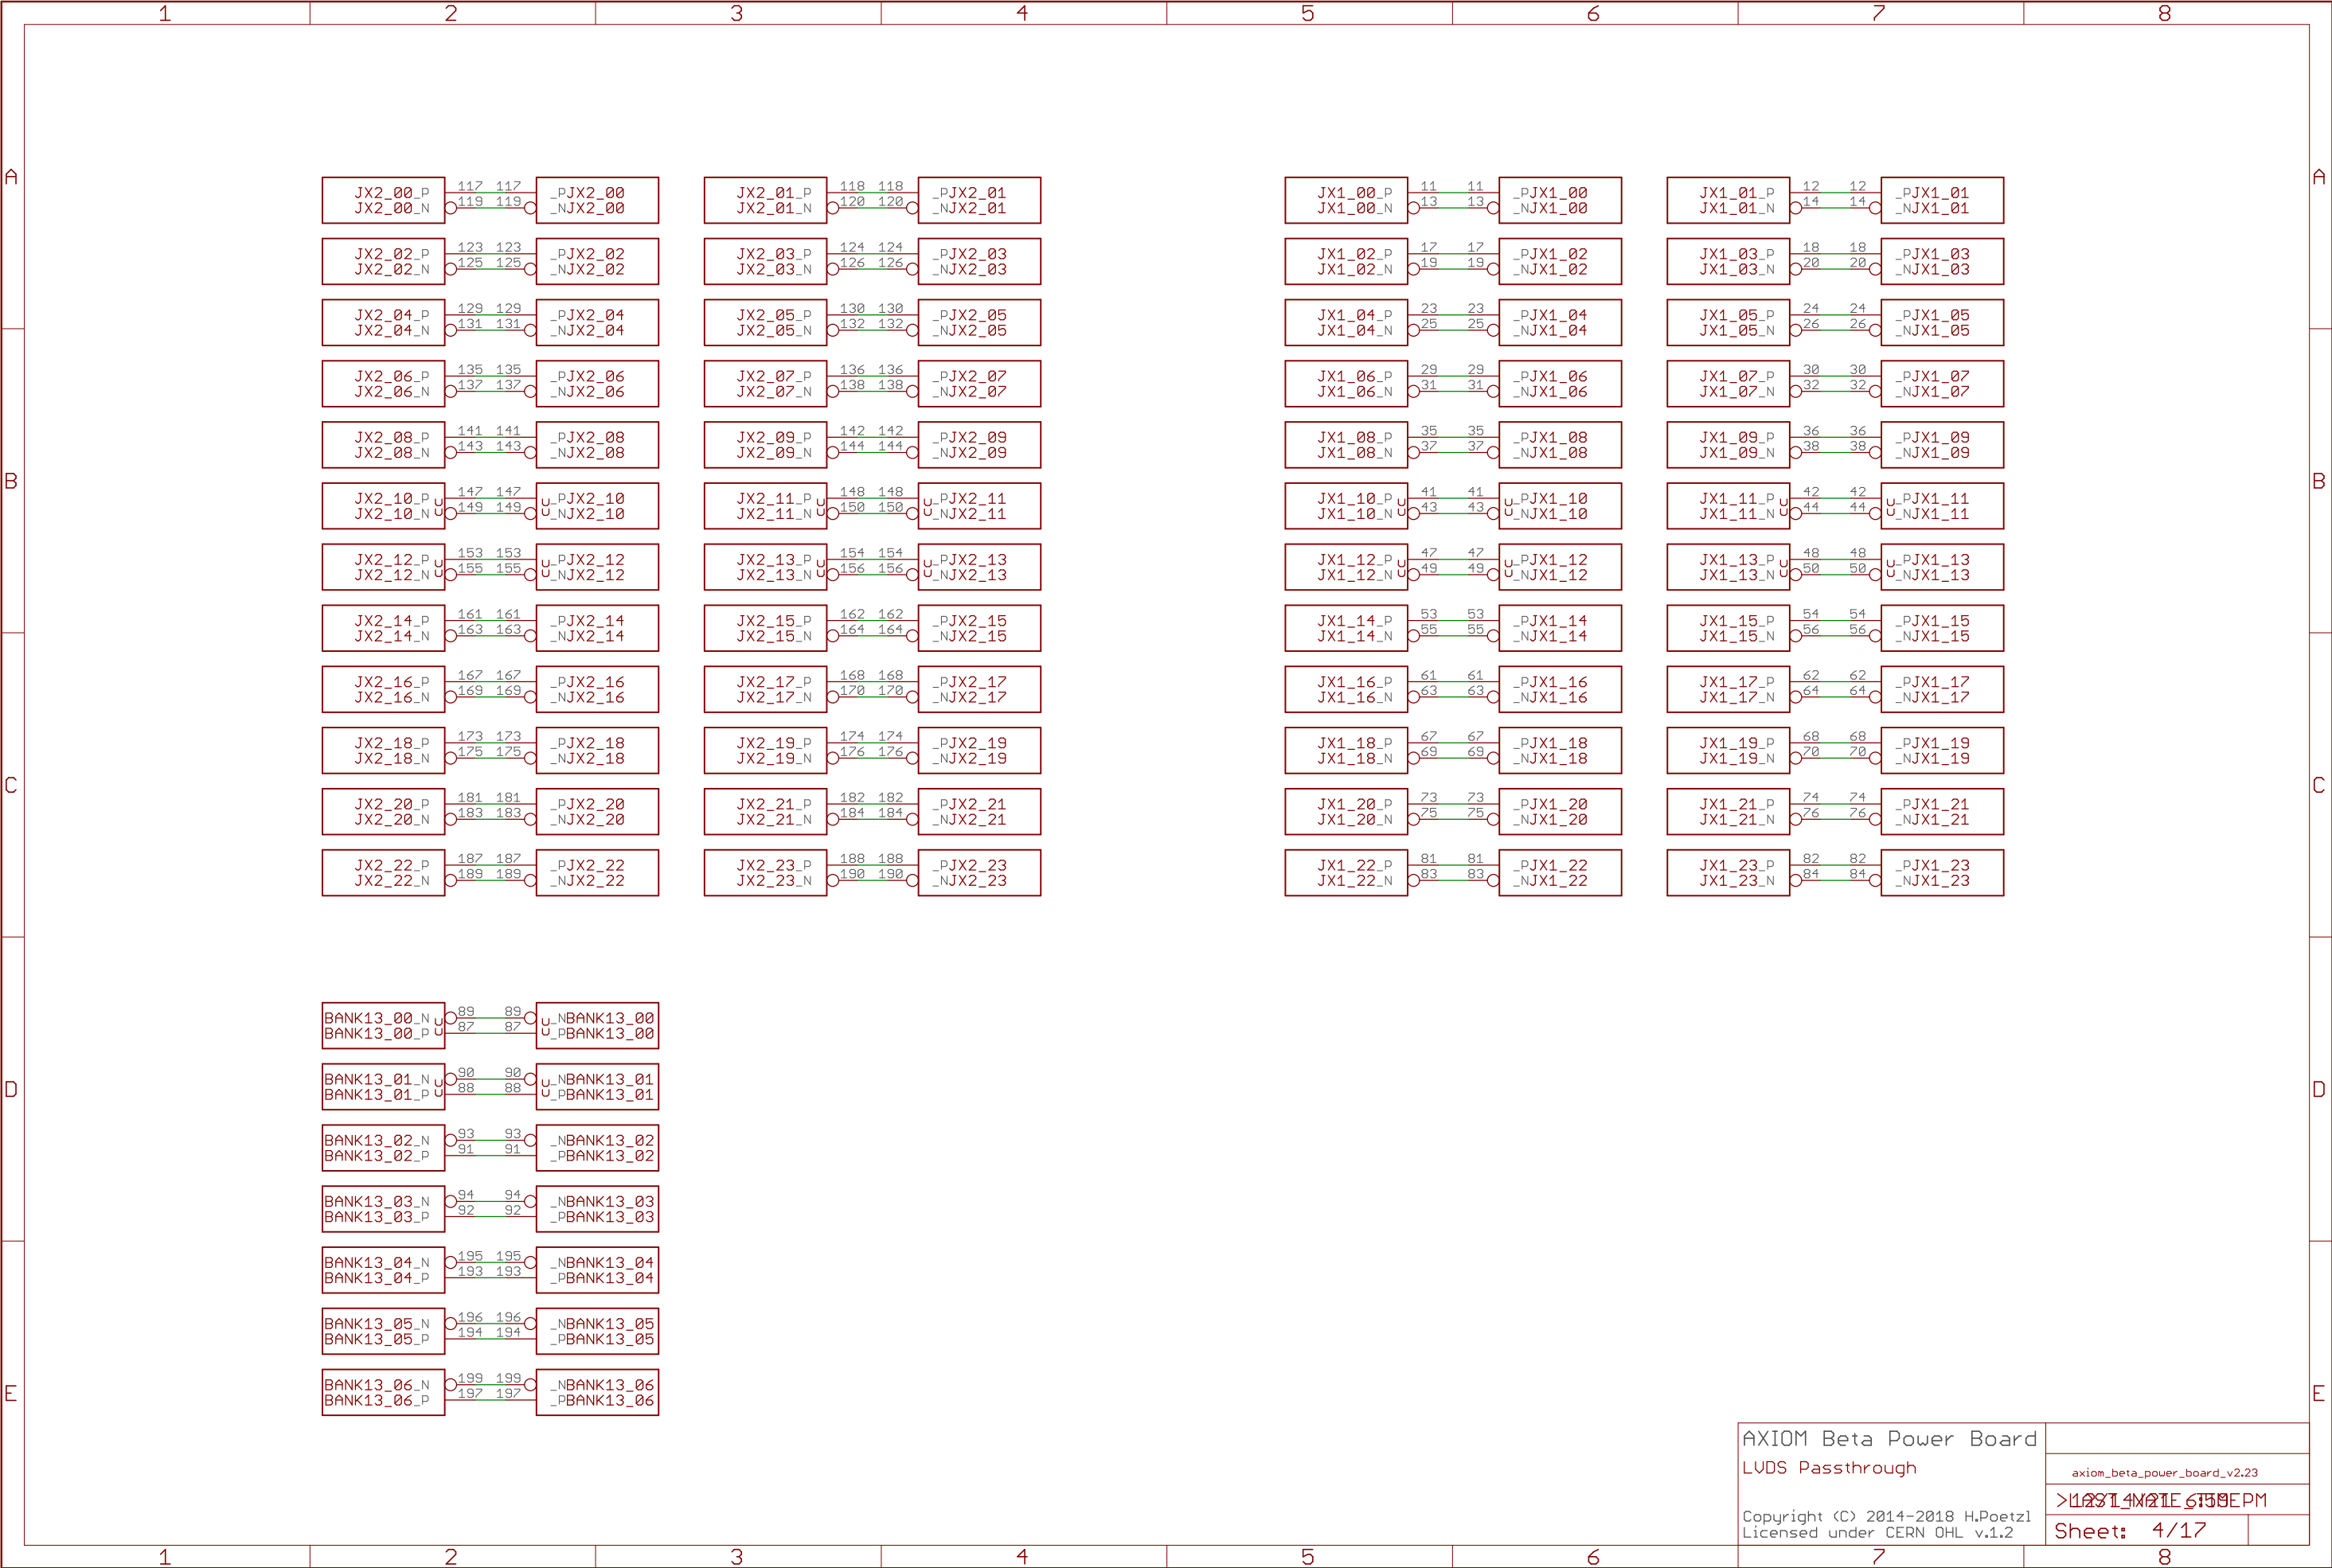 1 2 3 4 5 6 7 8
A A
JX2_00_P 117 117 _PJX2_00 JX2_01_P 118 118 _PJX2_01 JX1_00_P 11 11 _PJX1_00 JX1_01_P 12 12 _PJX1_01
JX2_00_N 119 119 _NJX2_00 JX2_01_N 120 120 _NJX2_01 JX1_00_N 13 13 _NJX1_00 JX1_01_N 14 14 _NJX1_01
JX2_02_P 123 123 _PJX2_02 JX2_03_P 124 124 _PJX2_03 JX1_02_P 17 17 _PJX1_02 JX1_03_P 18 18 _PJX1_03
JX2_02_N 125 125 _NJX2_02 JX2_03_N 126 126 _NJX2_03 JX1_02_N 19 19 _NJX1_02 JX1_03_N 20 20 _NJX1_03
JX2_04_P 129 129 _PJX2_04 JX2_05_P 130 130 _PJX2_05 JX1_04_P 23 23 _PJX1_04 JX1_05_P 24 24 _PJX1_05
JX2_04_N 131 131 _NJX2_04 JX2_05_N 132 132 _NJX2_05 JX1_04_N 25 25 _NJX1_04 JX1_05_N 26 26 _NJX1_05
JX2_06_P 135 135 _PJX2_06 JX2_07_P 136 136 _PJX2_07 JX1_06_P 29 29 _PJX1_06 JX1_07_P 30 30 _PJX1_07
JX2_06_N 137 137 _NJX2_06 JX2_07_N 138 138 _NJX2_07 JX1_06_N 31 31 _NJX1_06 JX1_07_N 32 32 _NJX1_07
JX2_08_P 141 141 _PJX2_08 JX2_09_P 142 142 _PJX2_09 JX1_08_P 35 35 _PJX1_08 JX1_09_P 36 36 _PJX1_09
JX2_08_N 143 143 _NJX2_08 JX2_09_N 144 144 _NJX2_09 JX1_08_N 37 37 _NJX1_08 JX1_09_N 38 38 _NJX1_09
B B
JX2_10_P 147 147 _PJX2_10 JX2_11_P 148 148 _PJX2_11 JX1_10_P 41 41 _PJX1_10 JX1_11_P 42 42 _PJX1_11
JX2_10_N 149 149 _NJX2_10 JX2_11_N 150 150 _NJX2_11 JX1_10_N 43 43 _NJX1_10 JX1_11_N 44 44 _NJX1_11
JX2_12_P 153 153 _PJX2_12 JX2_13_P 154 154 _PJX2_13 JX1_12_P 47 47 _PJX1_12 JX1_13_P 48 48 _PJX1_13
JX2_12_N 155 155 _NJX2_12 JX2_13_N 156 156 _NJX2_13 JX1_12_N 49 49 _NJX1_12 JX1_13_N 50 50 _NJX1_13
JX2_14_P 161 161 _PJX2_14 JX2_15_P 162 162 _PJX2_15 JX1_14_P 53 53 _PJX1_14 JX1_15_P 54 54 _PJX1_15
JX2_14_N 163 163 _NJX2_14 JX2_15_N 164 164 _NJX2_15 JX1_14_N 55 55 _NJX1_14 JX1_15_N 56 56 _NJX1_15
JX2_16_P 167 167 _PJX2_16 JX2_17_P 168 168 _PJX2_17 JX1_16_P 61 61 _PJX1_16 JX1_17_P 62 62 _PJX1_17
JX2_16_N 169 169 _NJX2_16 JX2_17_N 170 170 _NJX2_17 JX1_16_N 63 63 _NJX1_16 JX1_17_N 64 64 _NJX1_17
JX2_18_P 173 173 _PJX2_18 JX2_19_P 174 174 _PJX2_19 JX1_18_P 67 67 _PJX1_18 JX1_19_P 68 68 _PJX1_19
JX2_18_N 175 175 _NJX2_18 JX2_19_N 176 176 _NJX2_19 JX1_18_N 69 69 _NJX1_18 JX1_19_N 70 70 _NJX1_19
C C
JX2_20_P 181 181 _PJX2_20 JX2_21_P 182 182 _PJX2_21 JX1_20_P 73 73 _PJX1_20 JX1_21_P 74 74 _PJX1_21
JX2_20_N 183 183 _NJX2_20 JX2_21_N 184 184 _NJX2_21 JX1_20_N 75 75 _NJX1_20 JX1_21_N 76 76 _NJX1_21
JX2_22_P 187 187 _PJX2_22 JX2_23_P 188 188 _PJX2_23 JX1_22_P 81 81 _PJX1_22 JX1_23_P 82 82 _PJX1_23
JX2_22_N 189 189 _NJX2_22 JX2_23_N 190 190 _NJX2_23 JX1_22_N 83 83 _NJX1_22 JX1_23_N 84 84 _NJX1_23
BANK13_00_N 89 89 _NBANK13_00
BANK13_00_P 87 87 _PBANK13_00
BANK13_01_N 90 90 _NBANK13_01
D D
BANK13_01_P 88 88 _PBANK13_01
BANK13_02_N 93 93 _NBANK13_02
BANK13_02_P 91 91 _PBANK13_02
BANK13_03_N 94 94 _NBANK13_03
BANK13_03_P 92 92 _PBANK13_03
BANK13_04_N 195 195 _NBANK13_04
BANK13_04_P 193 193 _PBANK13_04
BANK13_05_N 196 196 _NBANK13_05
BANK13_05_P 194 194 _PBANK13_05
BANK13_06_N 199 199 _NBANK13_06
E E
BANK13_06_P 197 197 _PBANK13_06
AXIOM Beta Power Board
LVDS Passthrough
axiom_beta_power_board_v2.23
Copyright (C) 2014-2018 H.Poetzl
Licensed under CERN OHL v.1.2
Sheet: 4/17
1 2 3 4 5 6 7 8